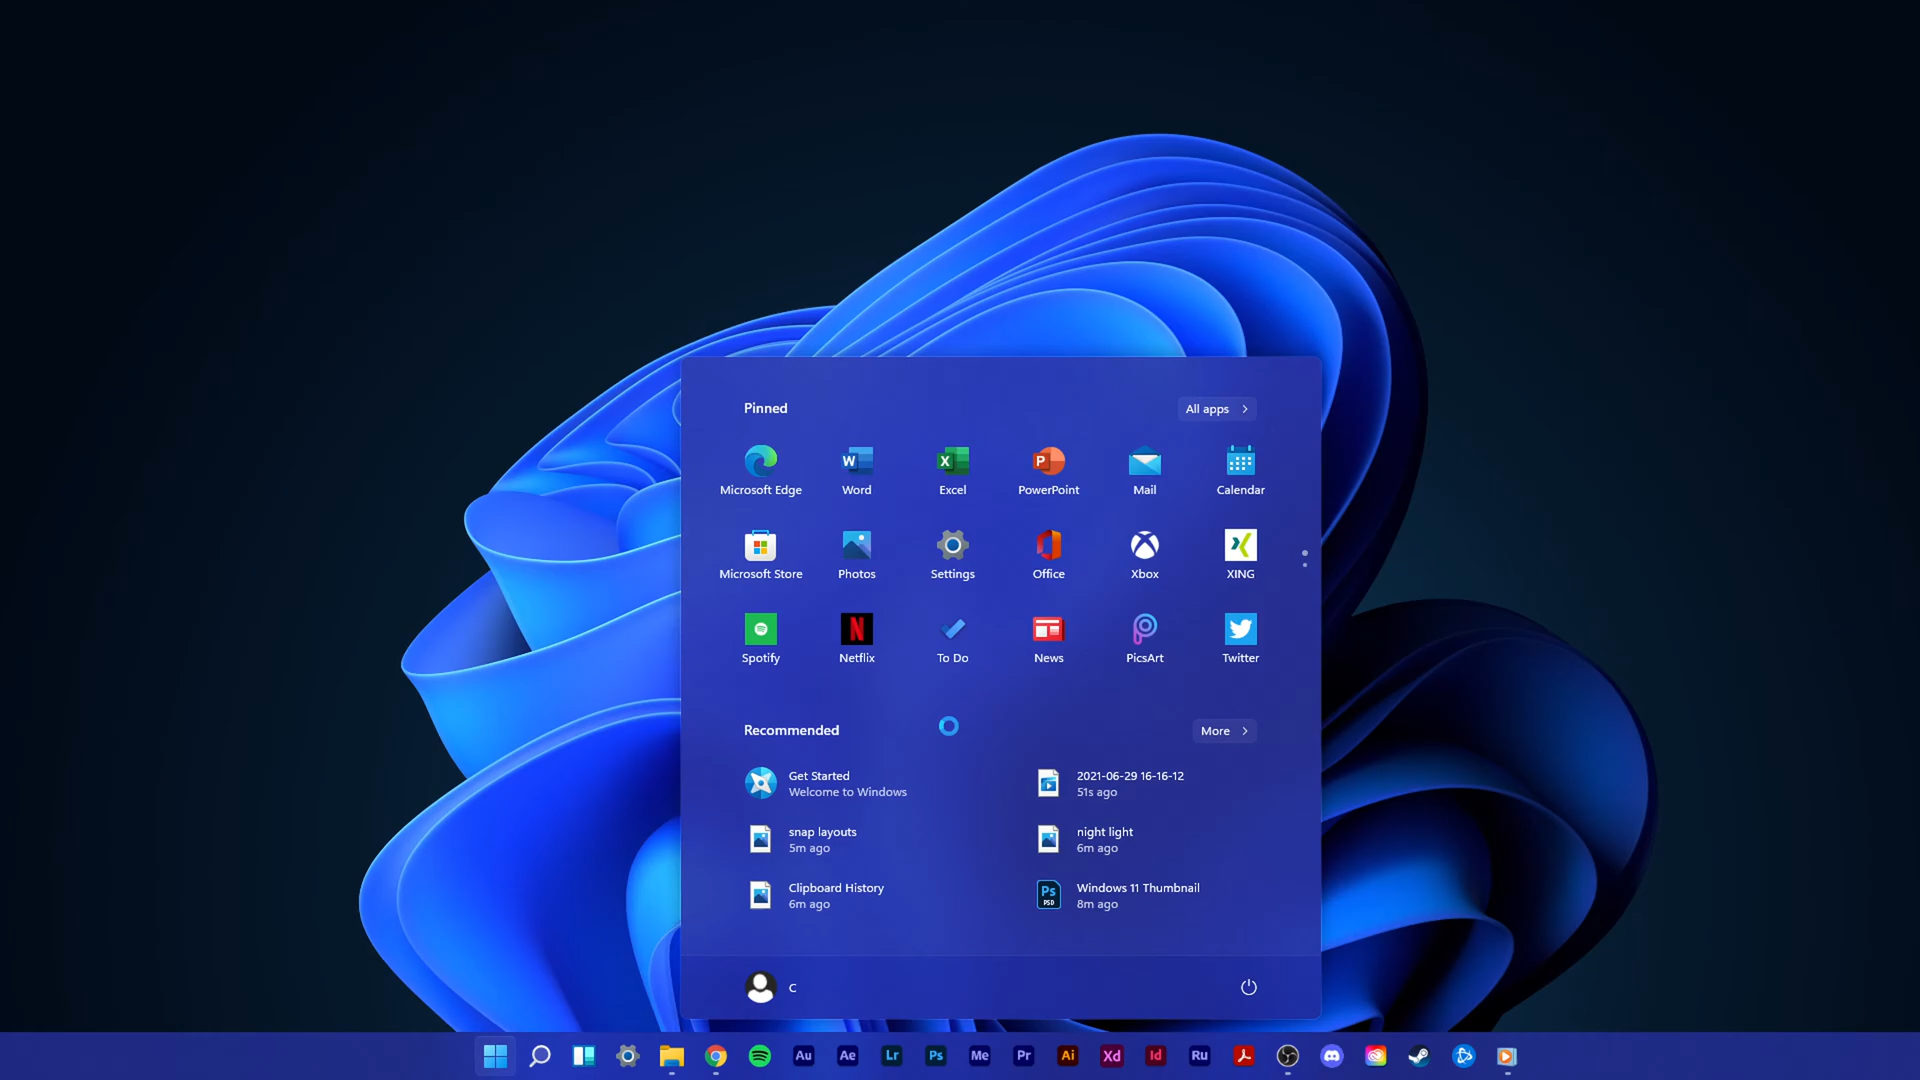 Pinned
All apps
Microsoft Edge
Word
Excel
PowerPoint
Mail
Calendar
Microsoft Store
Photos
Settings
Office
Xbox
XING
Spotify
Netflix
To Do
News
PicsArt
Twitter
Recommended
More
Get Started
Welcome to Windows
2021-06-29 16-16-12
51s ago
snap layouts
5m ago
night light
6m ago
Clipboard History
6m ago
Ps
PSD
Windows 11 Thumbnail
8m ago
C
Au Ae Lr Ps Me Pr Ai Xd Id Ru